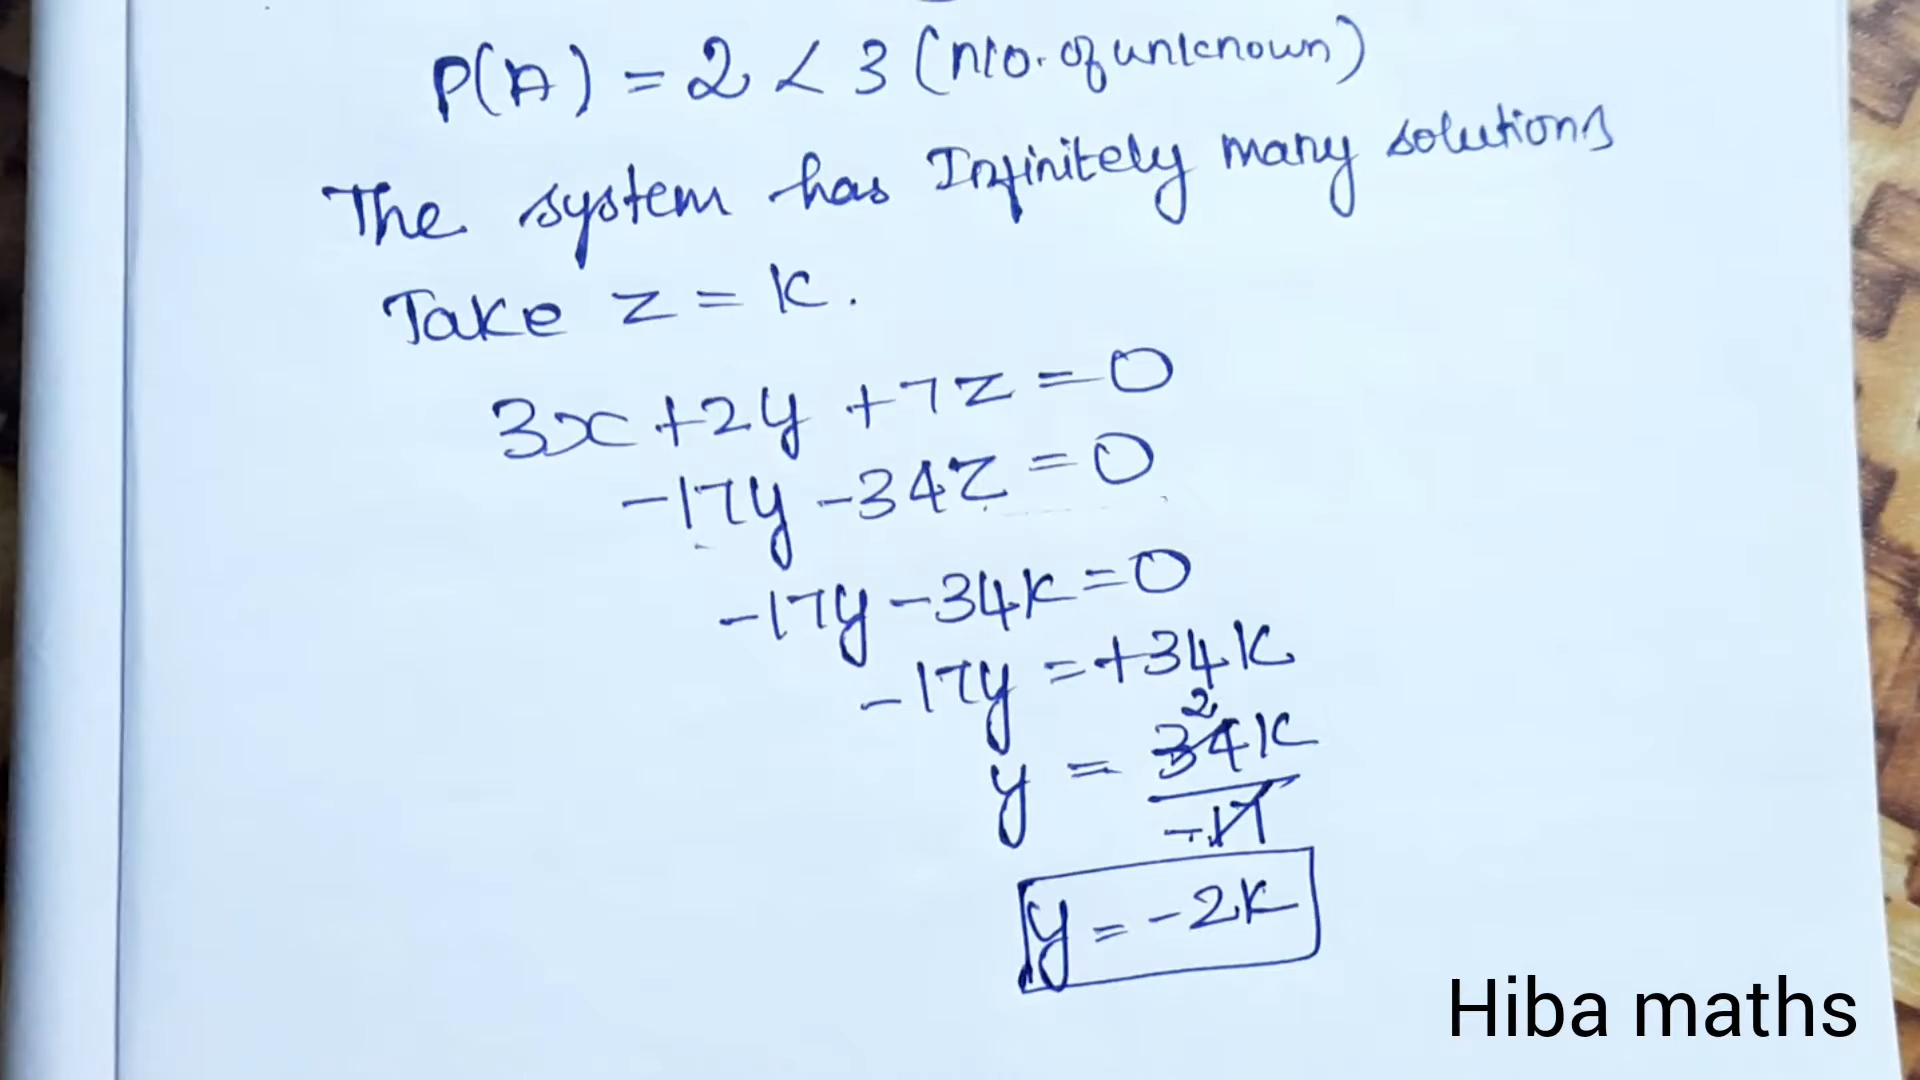 P(A) = 2 < 3 (n/o. of unknown)
The system has Infinitely many solutions
Take z = k.
3x + 2y + 7z = 0
-17y - 34z = 0
-17y - 34k = 0
-17y = +34k
y = 34k/-17 2
y = -2k
Hiba maths